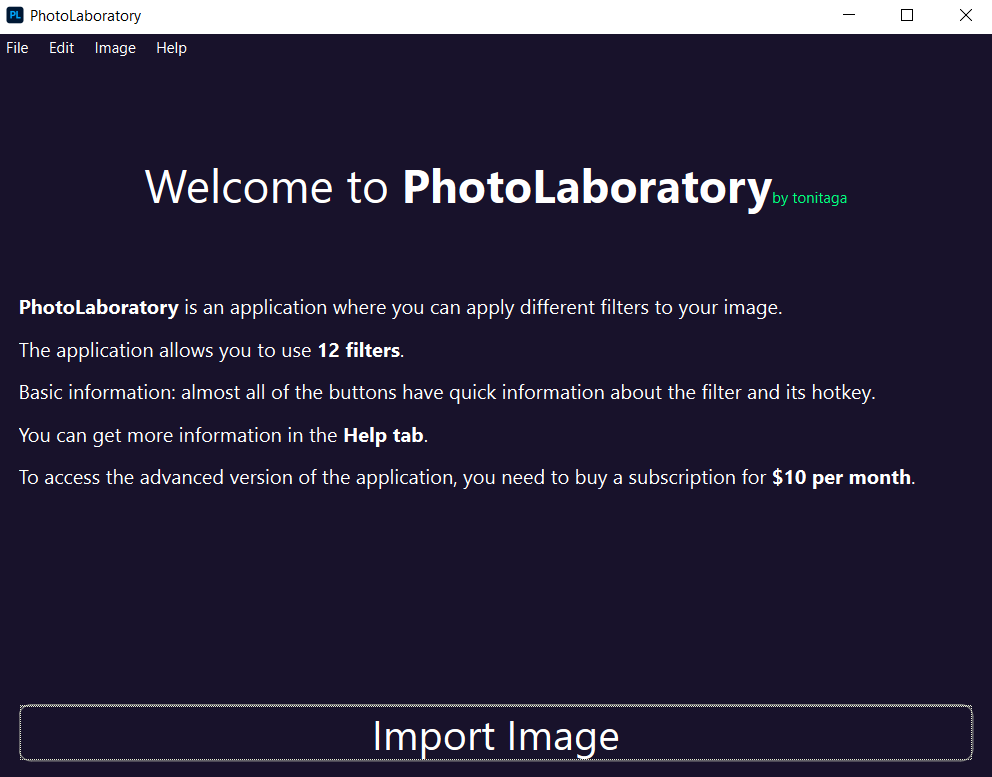 PL PhotoLaboratory
File Edit Image Help
Welcome to PhotoLaboratory by tonitaga
PhotoLaboratory is an application where you can apply different filters to your image.
The application allows you to use 12 filters.
Basic information: almost all of the buttons have quick information about the filter and its hotkey.
You can get more information in the Help tab.
To access the advanced version of the application, you need to buy a subscription for $10 per month.
Import Image